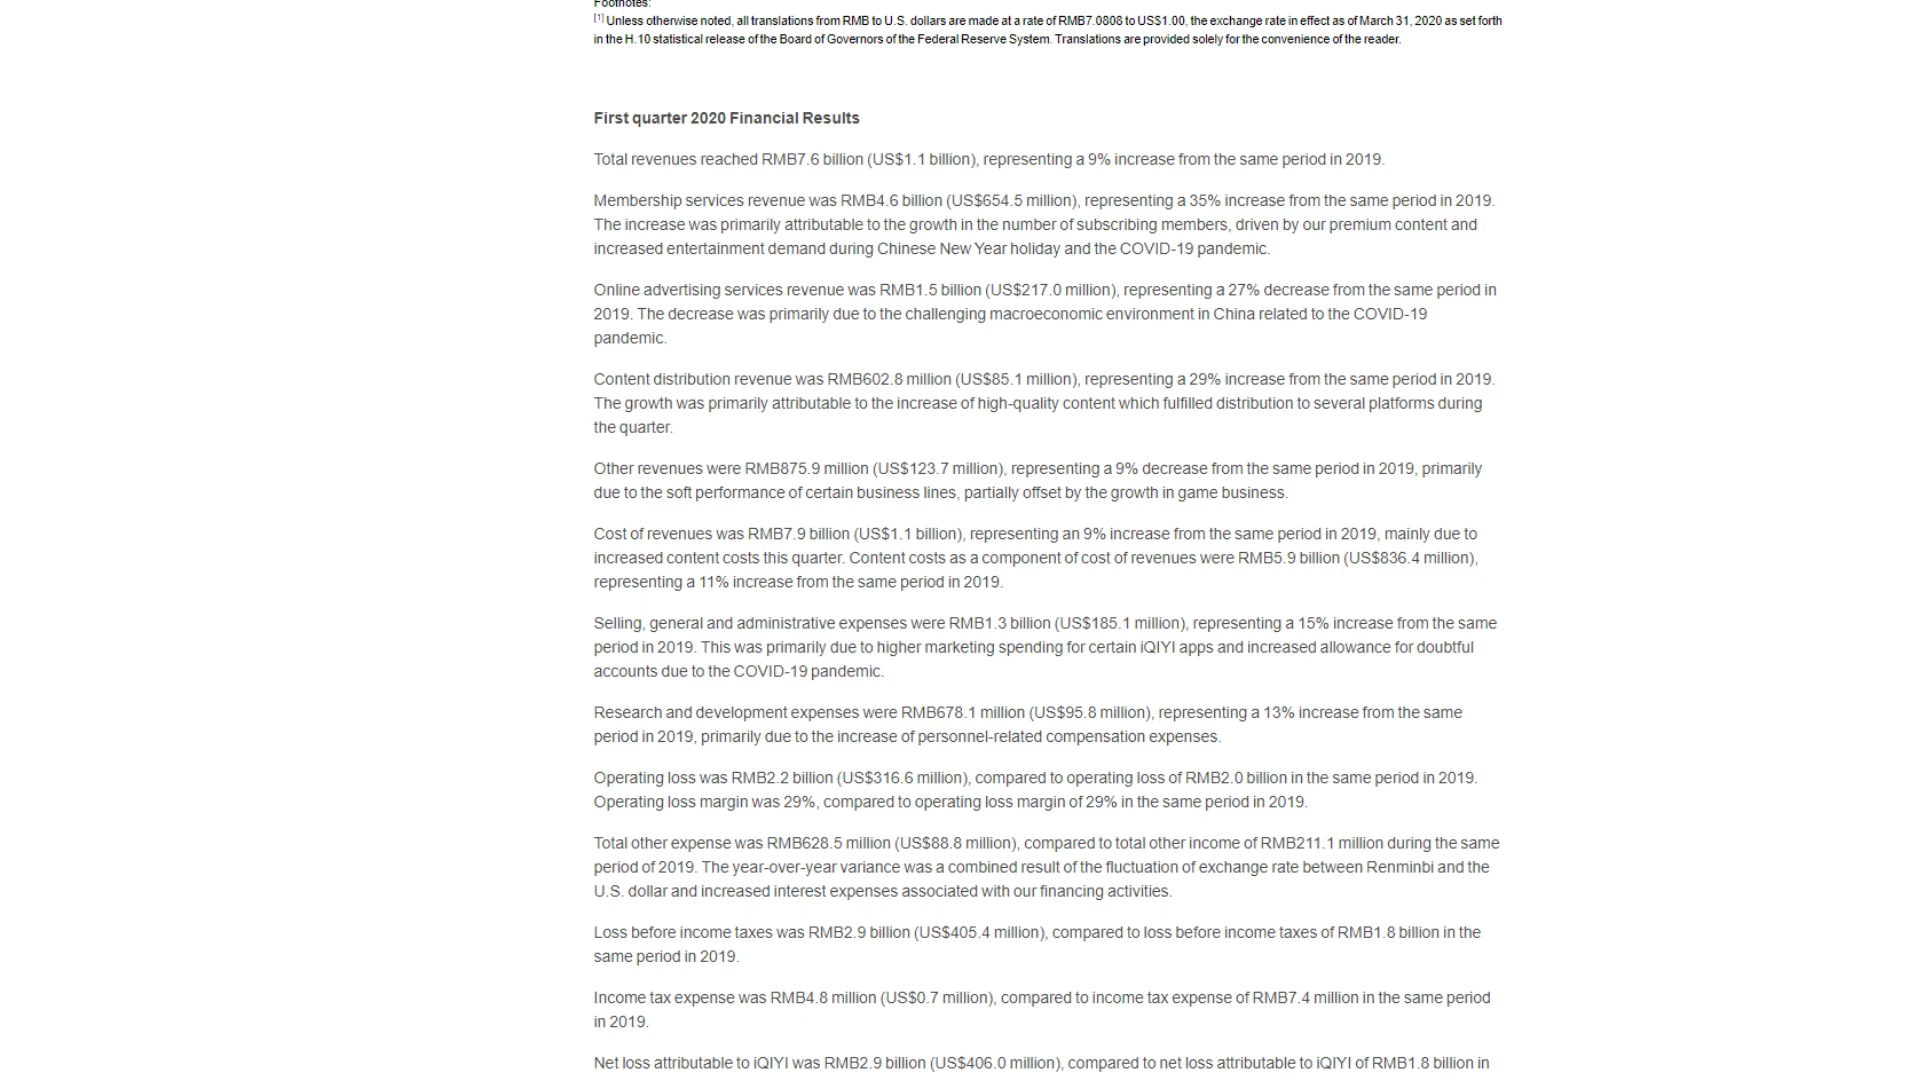 Footnotes:
[1] Unless otherwise noted, all translations from RMB to U.S. dollars are made at a rate of RMB7.0808 to US$1.00, the exchange rate in effect as of March 31, 2020 as set forth
in the H.10 statistical release of the Board of Governors of the Federal Reserve System. Translations are provided solely for the convenience of the reader.
First quarter 2020 Financial Results
Total revenues reached RMB7.6 billion (US$1.1 billion), representing a 9% increase from the same period in 2019.
Membership services revenue was RMB4.6 billion (US$654.5 million), representing a 35% increase from the same period in 2019.
The increase was primarily attributable to the growth in the number of subscribing members, driven by our premium content and
increased entertainment demand during Chinese New Year holiday and the COVID-19 pandemic.
Online advertising services revenue was RMB1.5 billion (US$217.0 million), representing a 27% decrease from the same period in
2019. The decrease was primarily due to the challenging macroeconomic environment in China related to the COVID-19
pandemic.
Content distribution revenue was RMB602.8 million (US$85.1 million), representing a 29% increase from the same period in 2019.
The growth was primarily attributable to the increase of high-quality content which fulfilled distribution to several platforms during
the quarter.
Other revenues were RMB875.9 million (US$123.7 million), representing a 9% decrease from the same period in 2019, primarily
due to the soft performance of certain business lines, partially offset by the growth in game business.
Cost of revenues was RMB7.9 billion (US$1.1 billion), representing an 9% increase from the same period in 2019, mainly due to
increased content costs this quarter. Content costs as a component of cost of revenues were RMB5.9 billion (US$836.4 million),
representing a 11% increase from the same period in 2019.
Selling, general and administrative expenses were RMB1.3 billion (US$185.1 million), representing a 15% increase from the same
period in 2019. This was primarily due to higher marketing spending for certain iQIYI apps and increased allowance for doubtful
accounts due to the COVID-19 pandemic.
Research and development expenses were RMB678.1 million (US$95.8 million), representing a 13% increase from the same
period in 2019, primarily due to the increase of personnel-related compensation expenses.
Operating loss was RMB2.2 billion (US$316.6 million), compared to operating loss of RMB2.0 billion in the same period in 2019.
Operating loss margin was 29%, compared to operating loss margin of 29% in the same period in 2019.
Total other expense was RMB628.5 million (US$88.8 million), compared to total other income of RMB211.1 million during the same
period of 2019. The year-over-year variance was a combined result of the fluctuation of exchange rate between Renminbi and the
U.S. dollar and increased interest expenses associated with our financing activities.
Loss before income taxes was RMB2.9 billion (US$405.4 million), compared to loss before income taxes of RMB1.8 billion in the
same period in 2019.
Income tax expense was RMB4.8 million (US$0.7 million), compared to income tax expense of RMB7.4 million in the same period
in 2019.
Net loss attributable to iQIYI was RMB2.9 billion (US$406.0 million), compared to net loss attributable to iQIYI of RMB1.8 billion in